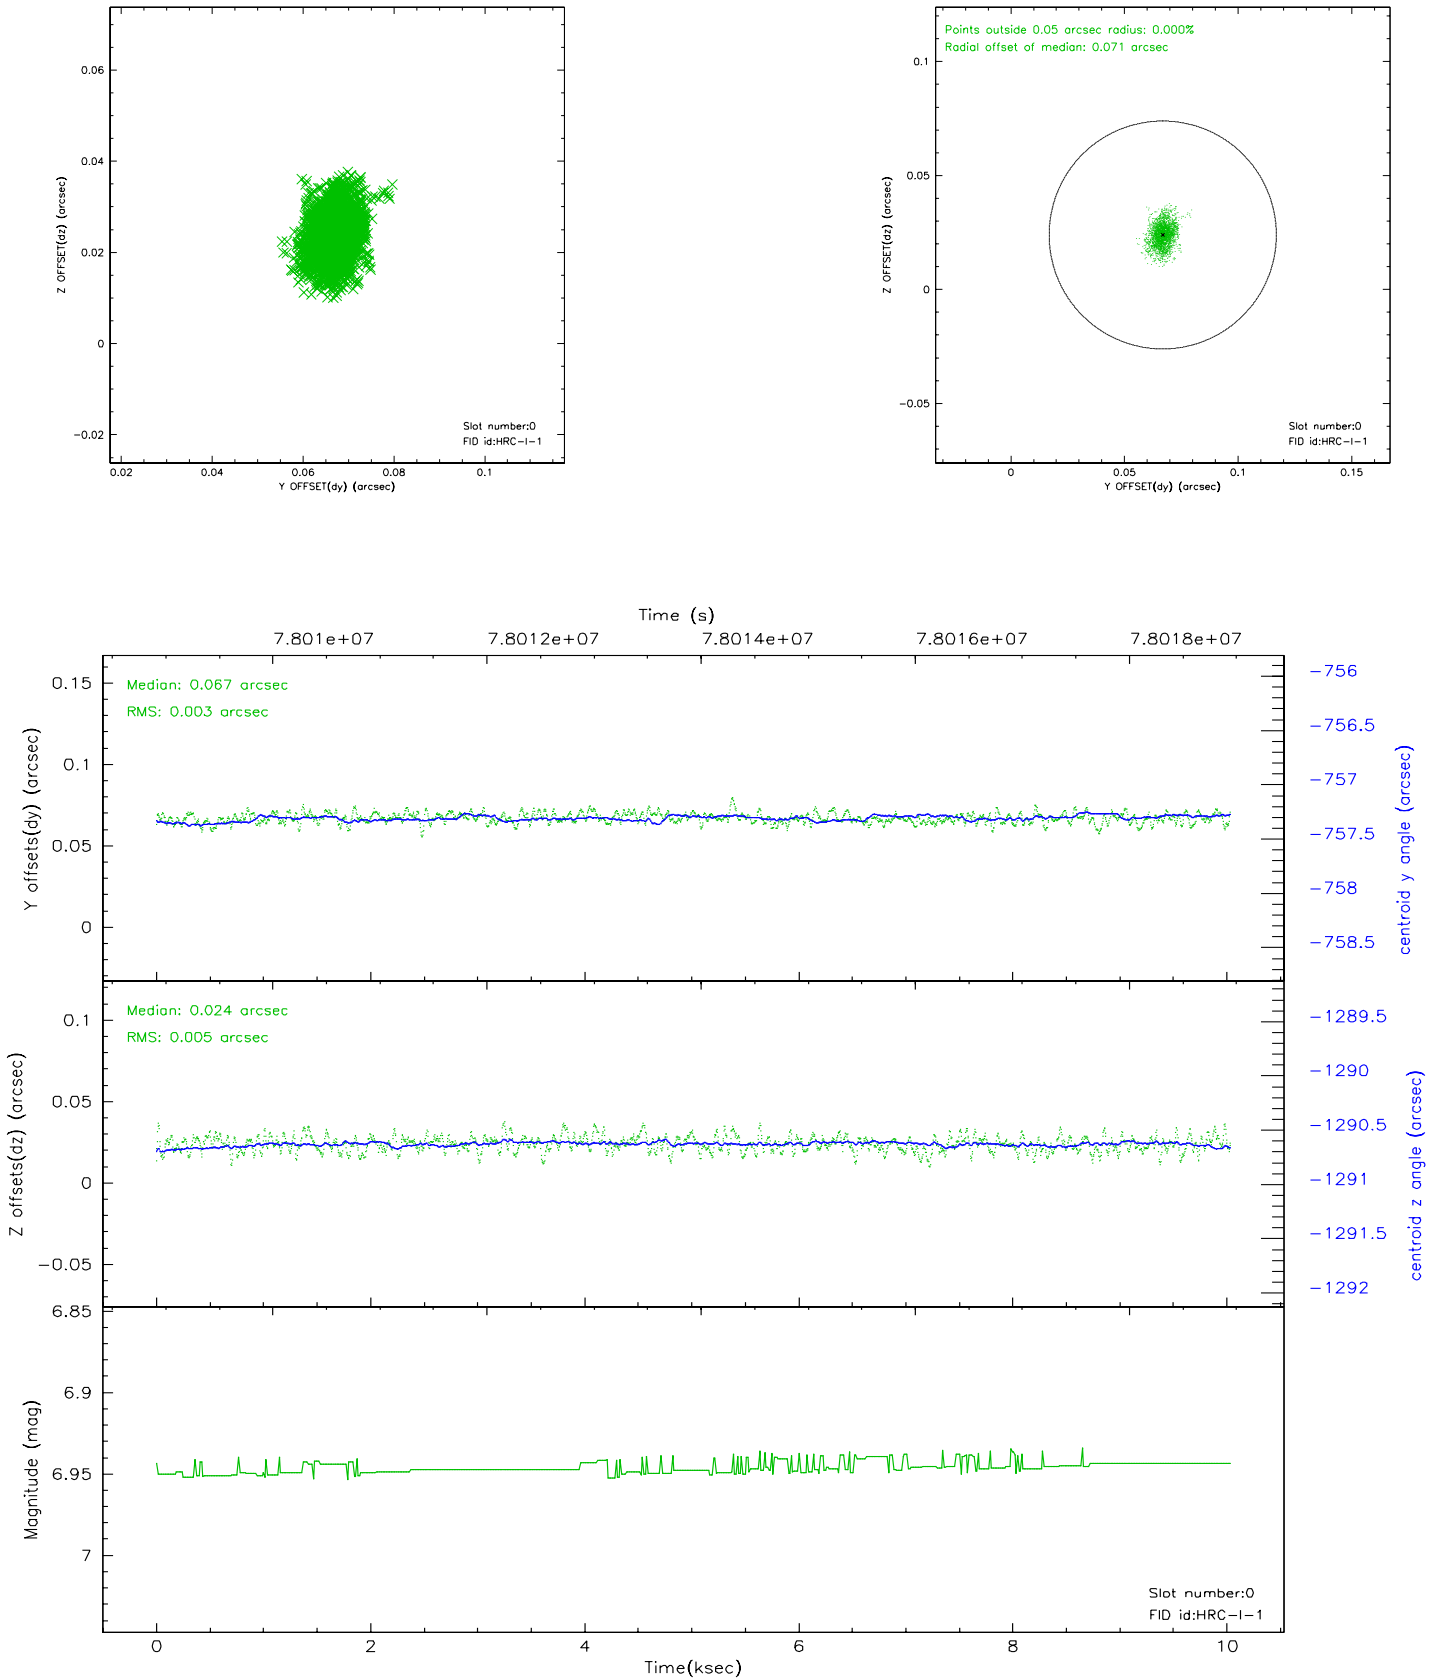 0.06
0.04
0.02
0
−0.02
Z OFFSET(dz) (arcsec)
Slot number:0
FID id:HRC−I−1
0.02 0.04 0.06 0.08 0.1
Y OFFSET(dy) (arcsec)
Points outside 0.05 arcsec radius: 0.000%
Radial offset of median: 0.071 arcsec
0.1
0.05
0
−0.05
Z OFFSET(dz) (arcsec)
Slot number:0
FID id:HRC−I−1
0 0.05 0.1 0.15
Y OFFSET(dy) (arcsec)
Time (s)
7.801e+07 7.8012e+07 7.8014e+07 7.8016e+07 7.8018e+07
Median: 0.067 arcsec
RMS: 0.003 arcsec
0.15
0.1
0.05
0
Y offsets(dy) (arcsec)
−756
−756.5
−757
−757.5
−758
−758.5
centroid y angle (arcsec)
Median: 0.024 arcsec
RMS: 0.005 arcsec
0.1
0.05
0
−0.05
Z offsets(dz) (arcsec)
−1289.5
−1290
−1290.5
−1291
−1291.5
−1292
centroid z angle (arcsec)
6.85
6.9
6.95
7
Magnitude (mag)
Slot number:0
FID id:HRC−I−1
0 2 4 6 8 10
Time(ksec)